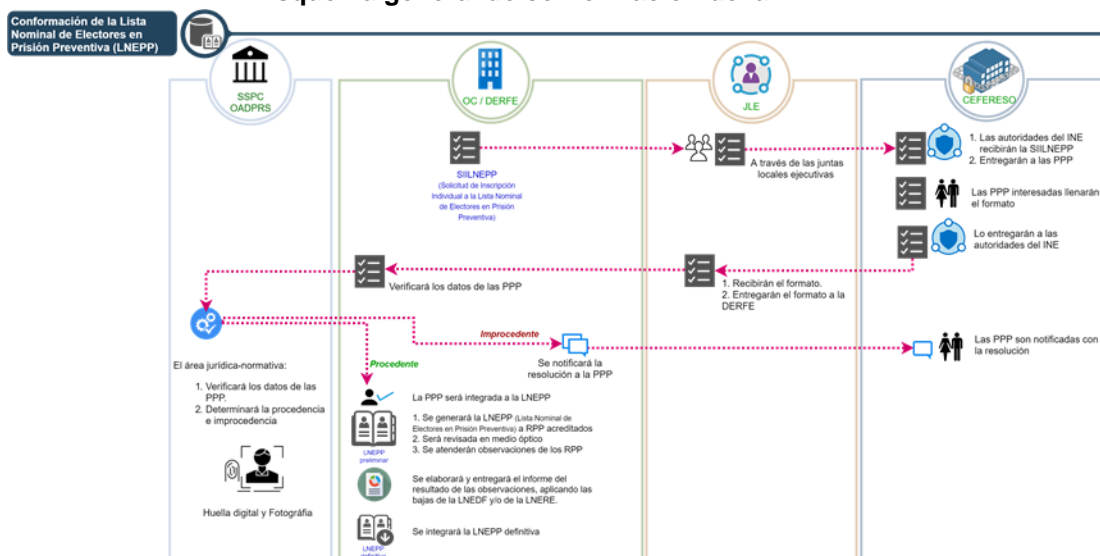 Conformación de la Lista
Nominal de Electores en
Prisión Preventiva (LNEPP)
SSPC
OADPRS
OC / DERFE
JLE
CEFERESO
SIILNEPP
(Solicitud de Inscripción
Individual a la Lista Nominal
de Electores en Prisión
Preventiva)
A través de las juntas
locales ejecutivas
1. Las autoridades del INE
recibirán la SIILNEPP
2. Entregarán a las PPP
Las PPP interesadas llenarán
el formato
Lo entregarán a las
autoridades del INE
1. Recibirán el formato.
2. Entregarán el formato a la
DERFE
Verificará los datos de las PPP
Improcedente
Procedente
Se notificará la
resolución a la PPP
Las PPP son notificadas con
la resolución
El área jurídica-normativa:
1. Verificará los datos de las
PPP.
2. Determinará la procedencia
e improcedencia
Huella digital y Fotográfia
La PPP será integrada a la LNEPP
1. Se generará la LNEPP (Lista Nominal de
Electores en Prisión Preventiva) a RPP acreditados
2. Será revisada en medio óptico
3. Se atenderán observaciones de los RPP
LNEPP
preliminar
Se elaborará y entregará el informe del
resultado de las observaciones, aplicando las
bajas de la LNEDF y/o de la LNERE.
Se integrará la LNEPP definitiva
LNEPP